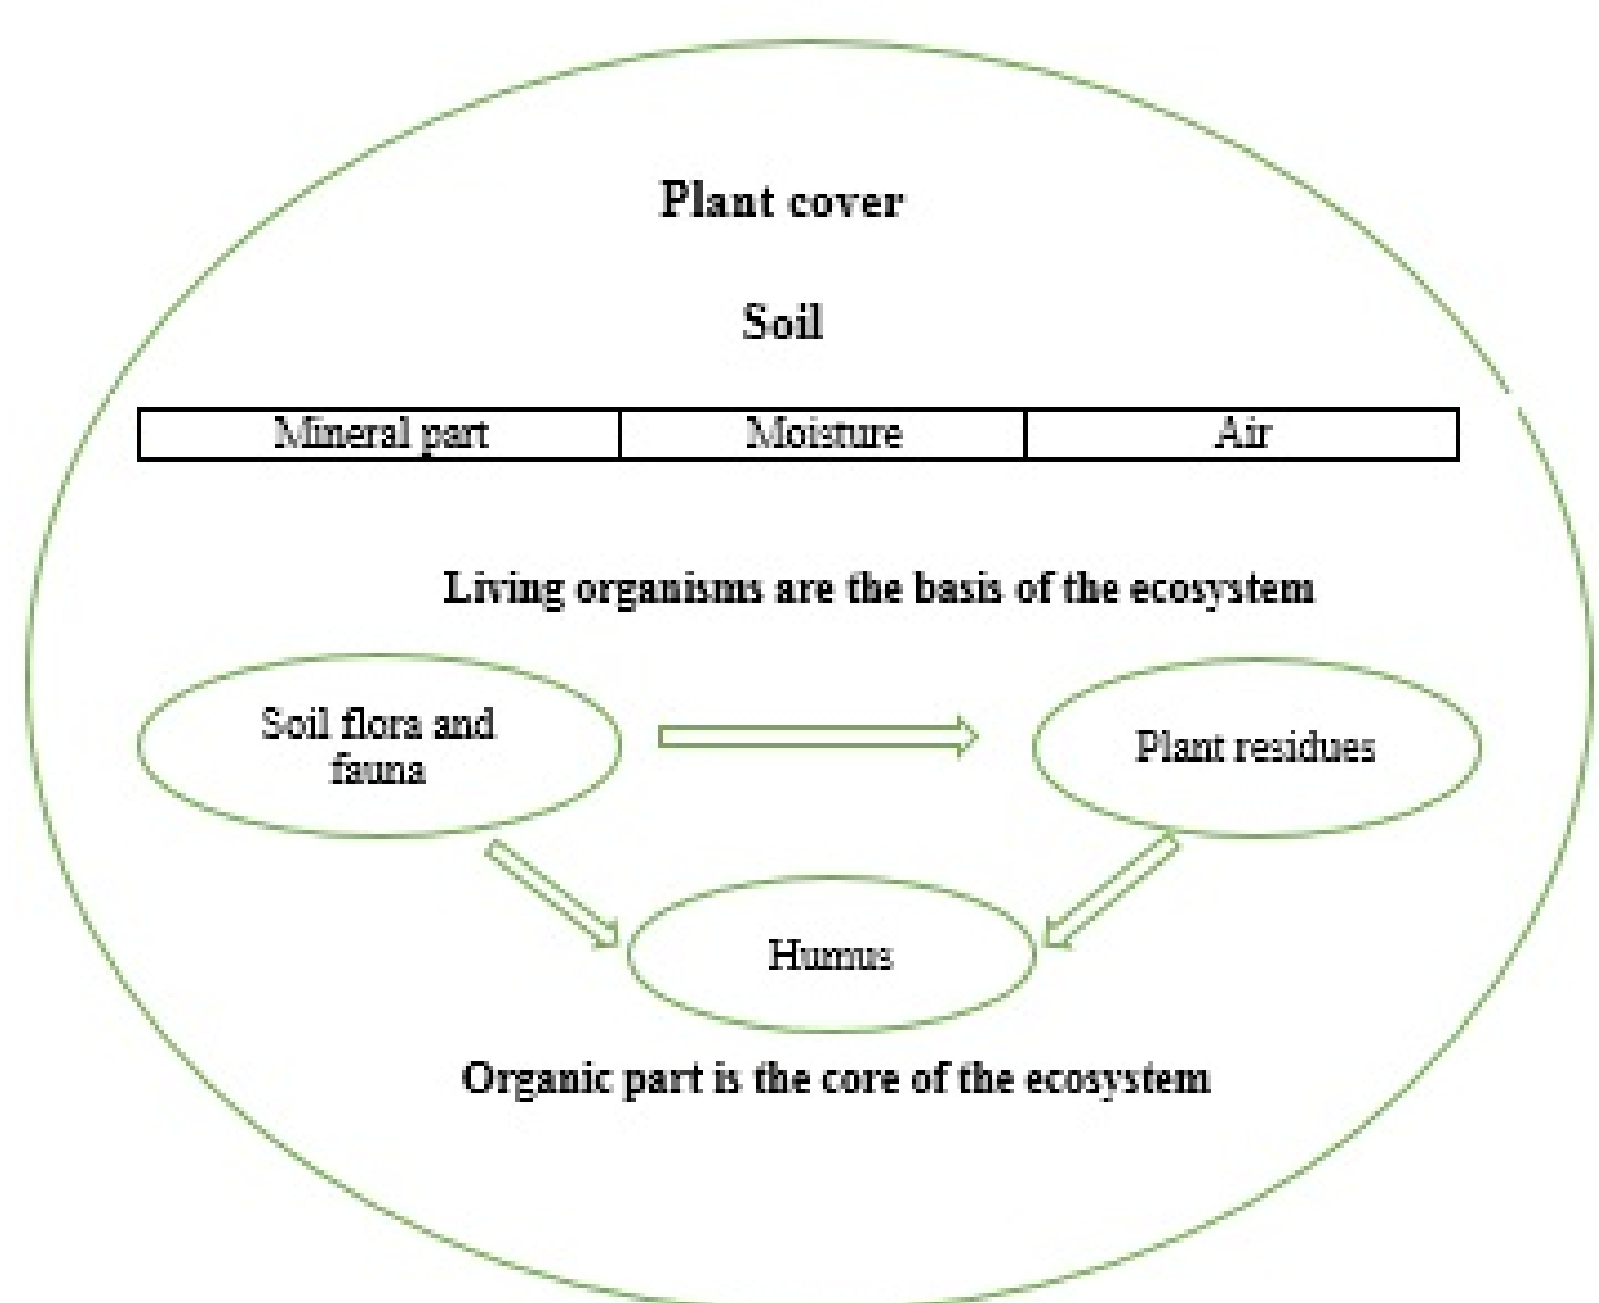 Plant cover
Soil
Mineral part Moisture Air
Living organisms are the basis of the ecosystem
Soil flora and
fauna
Plant residues
Humus
Organic part is the core of the ecosystem